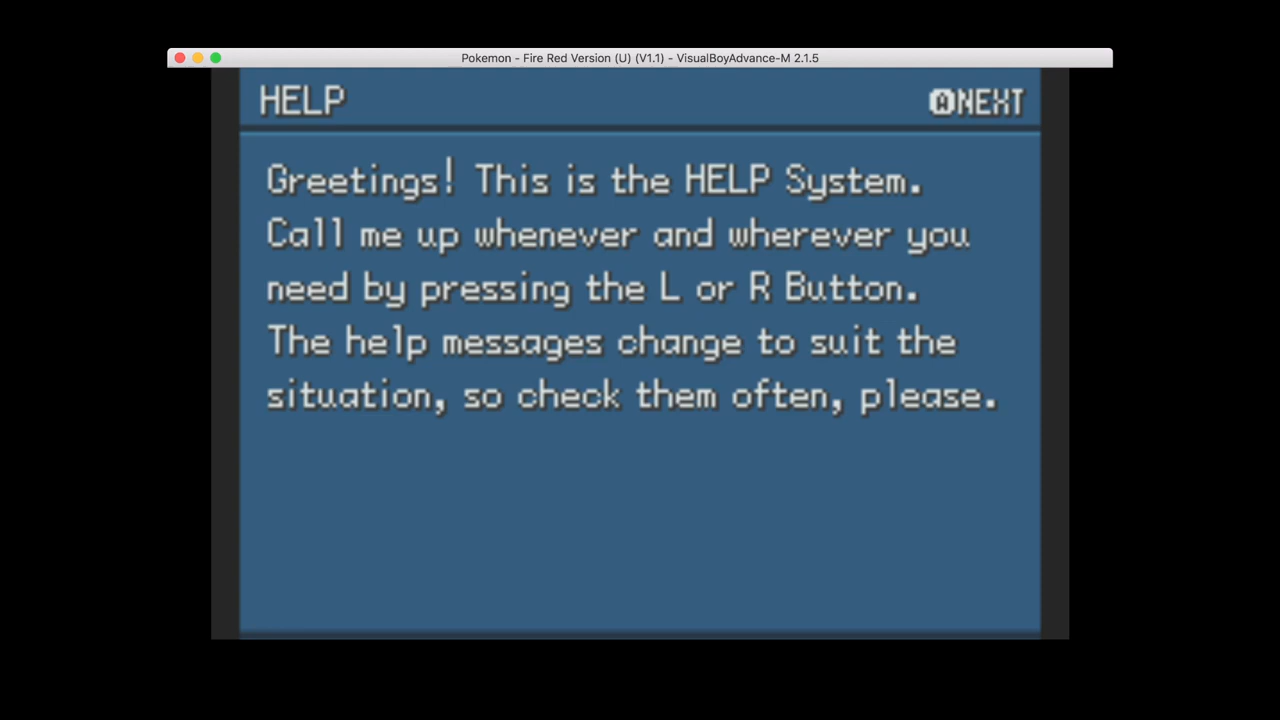 Pokemon - Fire Red Version (U) (V1.1) - VisualBoyAdvance-M 2.1.5
HELP
ⒶNEXT
Greetings! This is the HELP System.
Call me up whenever and wherever you
need by pressing the L or R Button.
The help messages change to suit the
situation, so check them often, please.